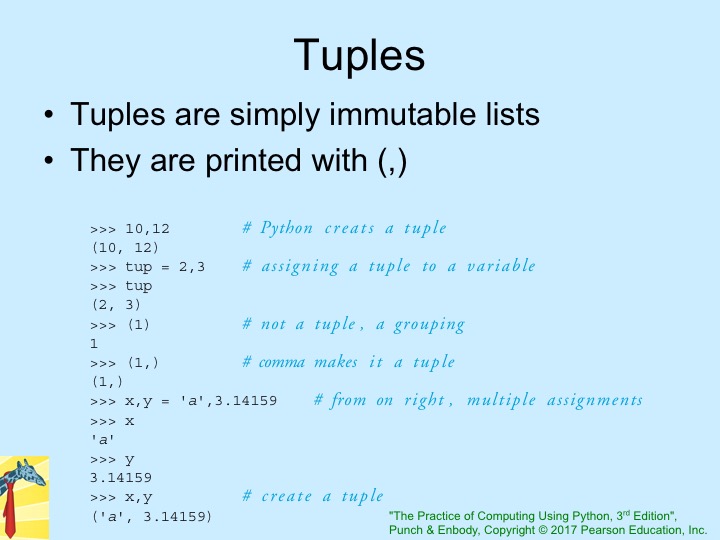 Tuples
• Tuples are simply immutable lists
• They are printed with (,)
>>> 10,12 # Python creats a tuple
(10, 12)
>>> tup = 2,3 # assigning a tuple to a variable
>>> tup
(2, 3)
>>> (1) # not a tuple, a grouping
1
>>> (1,) # comma makes it a tuple
(1,)
>>> x,y = 'a',3.14159 # from on right, multiple assignments
>>> x
'a'
>>> y
3.14159
>>> x,y # create a tuple
('a', 3.14159)
"The Practice of Computing Using Python, 3rd Edition",
Punch & Enbody, Copyright © 2017 Pearson Education, Inc.